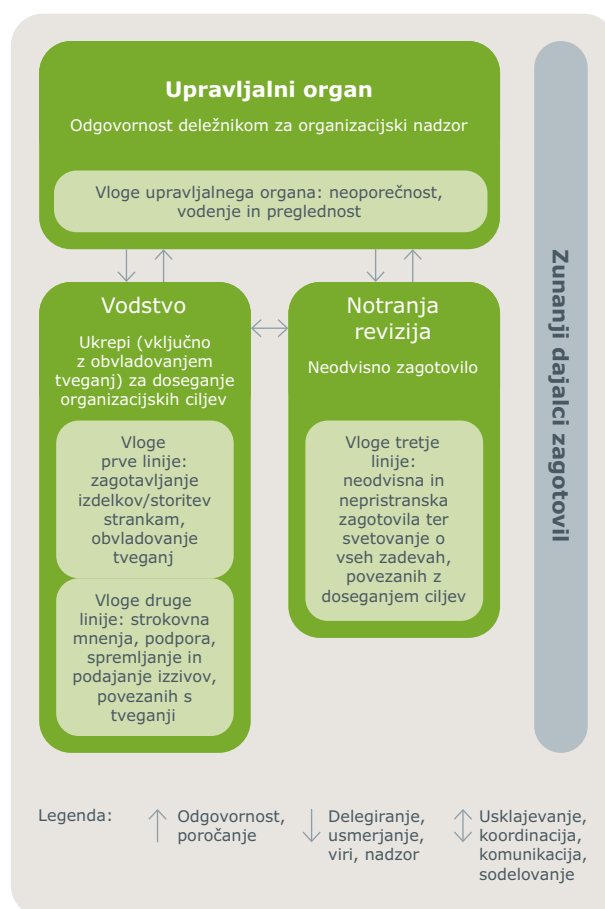 Upravljalni organ
Odgovornost deležnikom za organizacijski nadzor
Vloge upravljalnega organa: neoporečnost,
vodenje in preglednost
Vodstvo
Ukrepi (vključno
z obvladovanjem
tveganj) za doseganje
organizacijskih ciljev
Vloge
prve linije:
zagotavljanje
izdelkov/storitev
strankam,
obvladovanje
tveganj
Vloge druge
linije: strokovna
mnenja, podpora,
spremljanje in
podajanje izzivov,
povezanih s
tveganji
Notranja
revizija
Neodvisno zagotovilo
Vloge tretje
linije:
neodvisna in
nepristranska
zagotovila ter
svetovanje o
vseh zadevah,
povezanih z
doseganjem ciljev
Zunanji dajalci zagotovil
Legenda:
Odgovornost,
poročanje
Delegiranje,
usmerjanje,
viri, nadzor
Usklajevanje,
koordinacija,
komunikacija,
sodelovanje